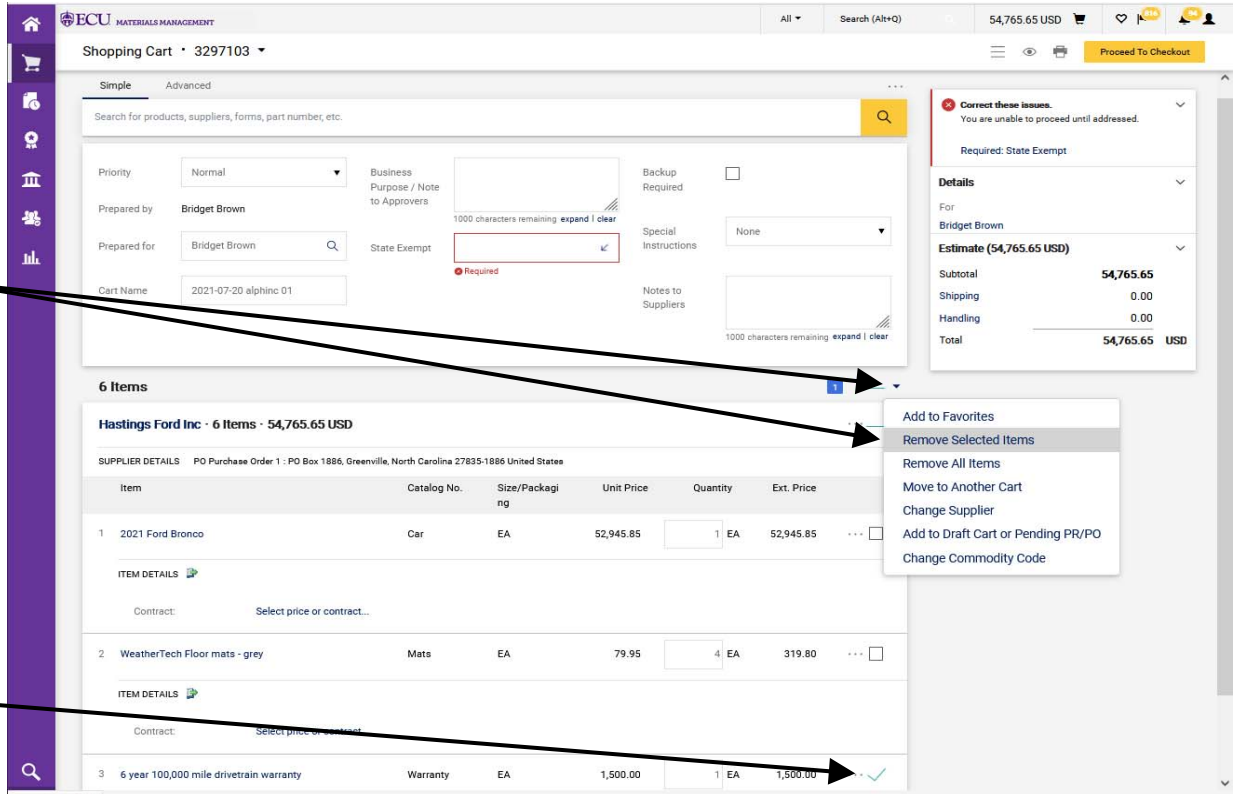 ECU MATERIALS MANAGEMENT
All
Search (Alt+Q)
54,765.65 USD
Shopping Cart · 3297103
Proceed To Checkout
Simple Advanced
Search for products, suppliers, forms, part number, etc.
Correct these issues.
You are unable to proceed until addressed.
Required: State Exempt
Priority Normal
Prepared by Bridget Brown
Prepared for Bridget Brown
Cart Name 2021-07-20 alphinc 01
Business
Purpose / Note
to Approvers
1000 characters remaining expand | clear
State Exempt
Required
Backup
Required
Special
Instructions
None
Notes to
Suppliers
1000 characters remaining expand | clear
Details
For
Bridget Brown
Estimate (54,765.65 USD)
Subtotal 54,765.65
Shipping 0.00
Handling 0.00
Total 54,765.65 USD
6 Items
1
Add to Favorites
Remove Selected Items
Remove All Items
Move to Another Cart
Change Supplier
Add to Draft Cart or Pending PR/PO
Change Commodity Code
Hastings Ford Inc · 6 Items · 54,765.65 USD
...
SUPPLIER DETAILS PO Purchase Order 1 : PO Box 1886, Greenville, North Carolina 27835-1886 United States
Item Catalog No. Size/Packagi Unit Price Quantity Ext. Price
ng
1 2021 Ford Bronco Car EA 52,945.85 1 EA 52,945.85 ...
ITEM DETAILS
Contract: Select price or contract...
2 WeatherTech Floor mats - grey Mats EA 79.95 4 EA 319.80 ...
ITEM DETAILS
Contract: Select price or contract
3 6 year 100,000 mile drivetrain warranty Warranty EA 1,500.00 1 EA 1,500.00